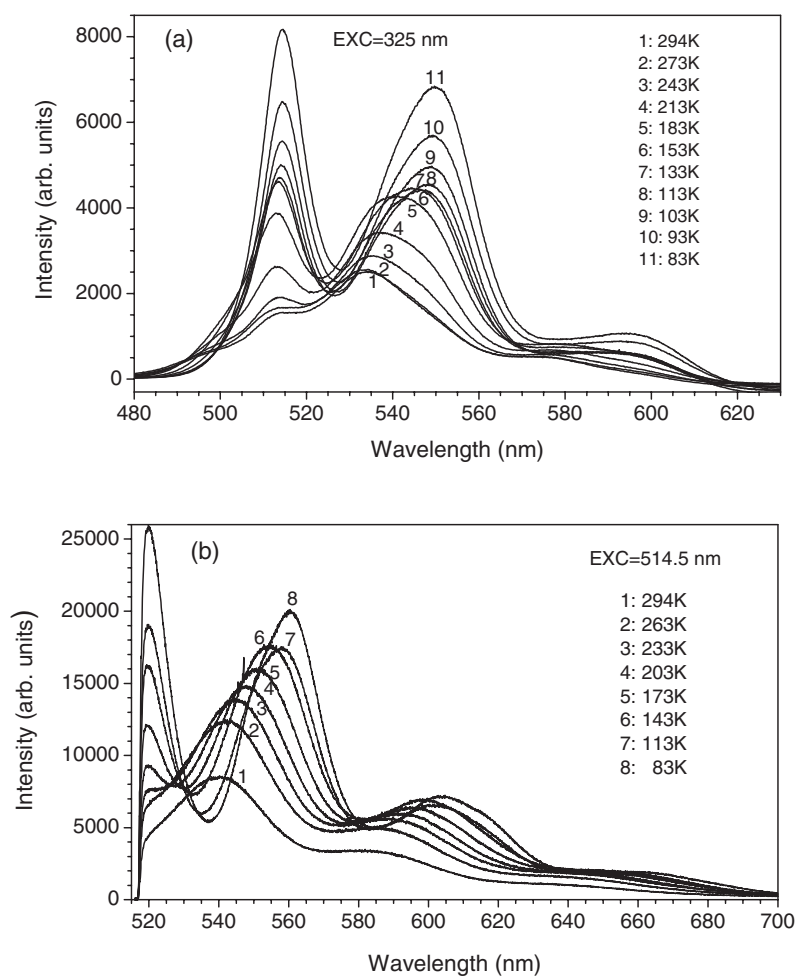 (a)
EXC=325 nm
1: 294K
2: 273K
3: 243K
4: 213K
5: 183K
6: 153K
7: 133K
8: 113K
9: 103K
10: 93K
11: 83K
8000
6000
4000
2000
0
Intensity (arb. units)
11
10
9
7
8
6
5
4
3
2
1
480
500
520
540
560
580
600
620
Wavelength (nm)
(b)
EXC=514.5 nm
1: 294K
2: 263K
3: 233K
4: 203K
5: 173K
6: 143K
7: 113K
8: 83K
25000
20000
15000
10000
5000
0
Intensity (arb. units)
8
6
7
5
4
3
2
1
520
540
560
580
600
620
640
660
680
700
Wavelength (nm)